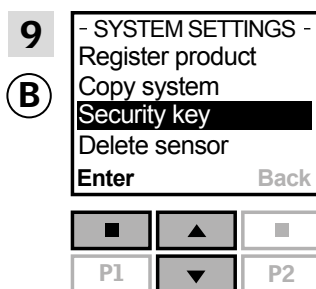 9
B
- SYSTEM SETTINGS -
Register product
Copy system
Security key
Delete sensor
Enter Back
P1 P2